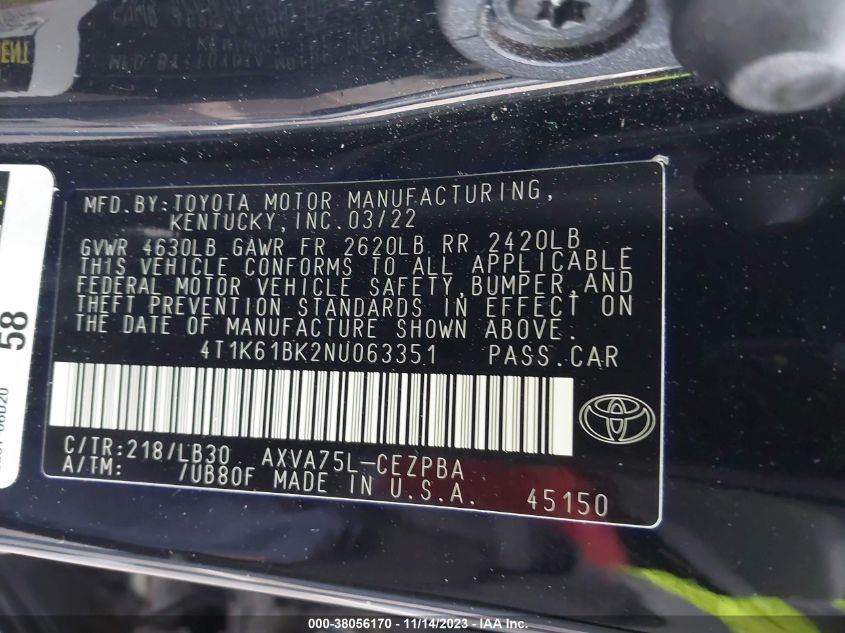 MFD.BY:TOYOTA MOTOR MANUFACTURING,
KENTUCKY, INC. 03/22
GVWR 4630LB GAWR FR 2620LB RR 2420LB
THIS VEHICLE CONFORMS TO ALL APPLICABLE
FEDERAL MOTOR VEHICLE SAFETY, BUMPER, AND
THEFT PREVENTION STANDARDS IN EFFECT ON
THE DATE OF MANUFACTURE SHOWN ABOVE.
4T1K61BK2NU063351 PASS.CAR
C/TR:218/LB30 AXVA75L-CEZPBA
A/TM: /UB80F MADE IN U.S.A. 45150
58
000-38056170 - 11/14/2023 - IAA Inc.